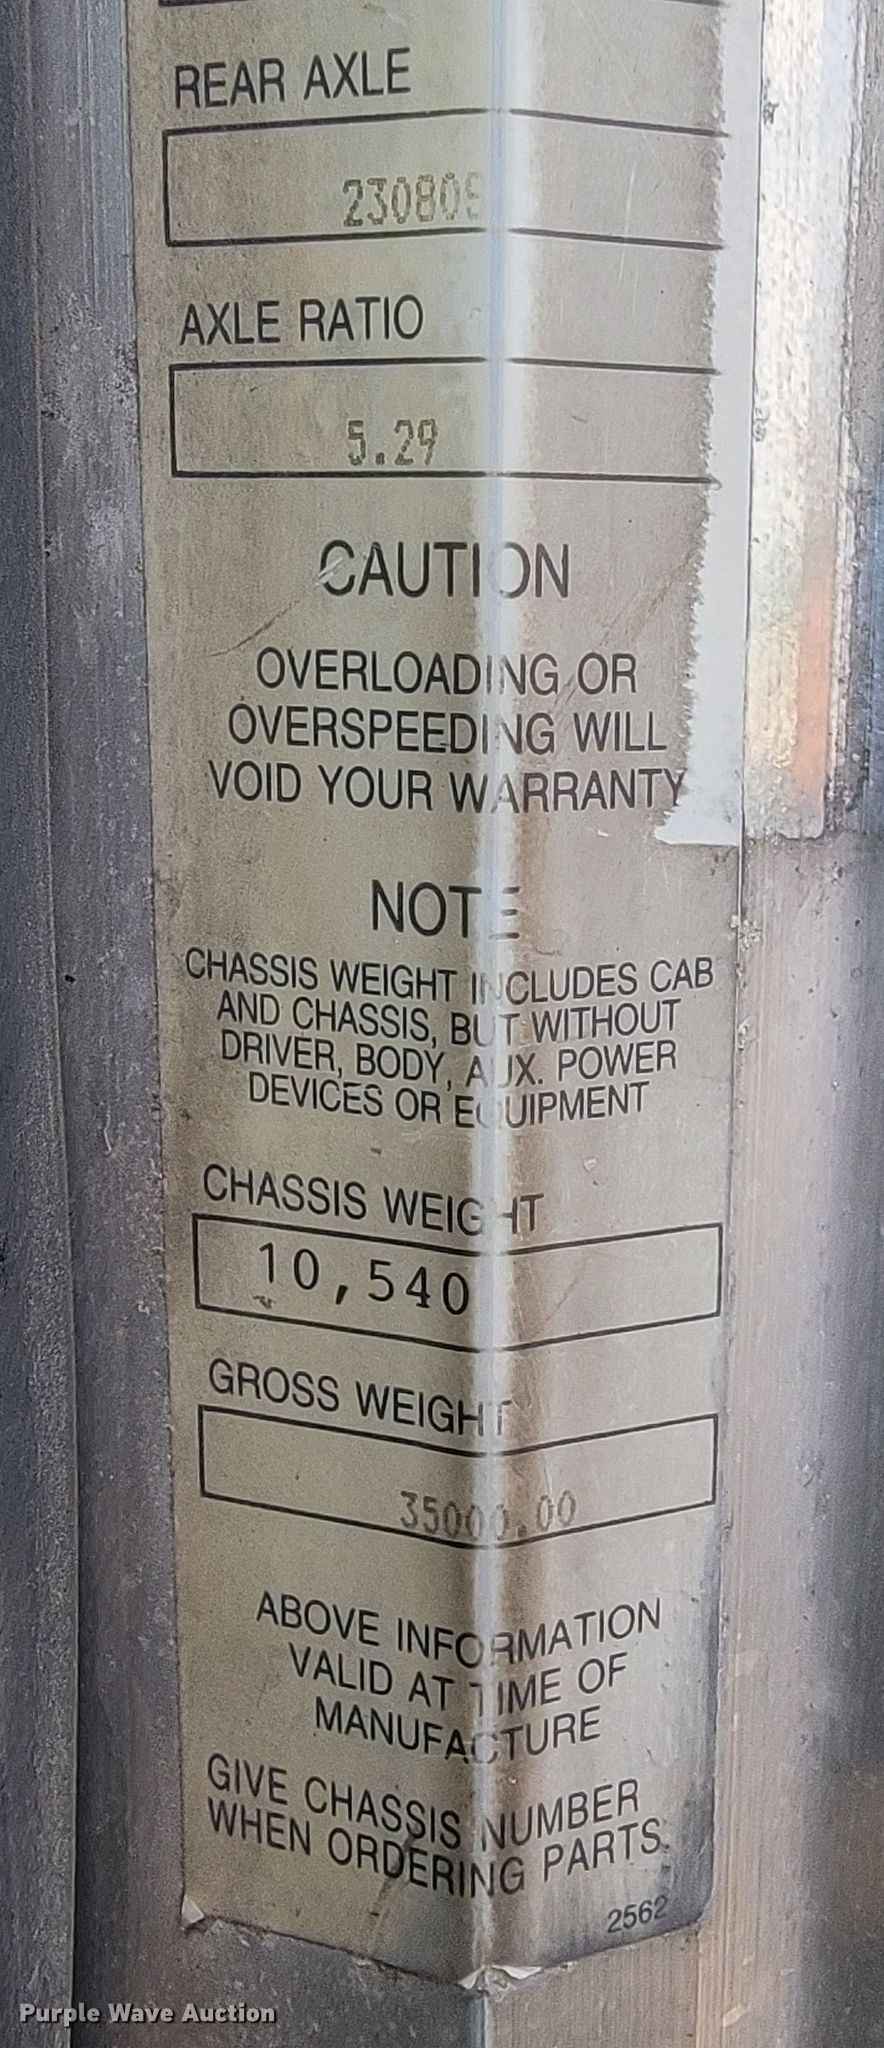 REAR AXLE
23080S
AXLE RATIO
5.29
CAUTION
OVERLOADING OR
OVERSPEEDING WILL
VOID YOUR WARRANTY
NOTE
CHASSIS WEIGHT INCLUDES CAB
AND CHASSIS, BUT WITHOUT
DRIVER, BODY, AUX. POWER
DEVICES OR EQUIPMENT
CHASSIS WEIGHT
10,540
GROSS WEIGHT
35000.00
ABOVE INFORMATION
VALID AT TIME OF
MANUFACTURE
GIVE CHASSIS NUMBER
WHEN ORDERING PARTS.
2562
Purple Wave Auction